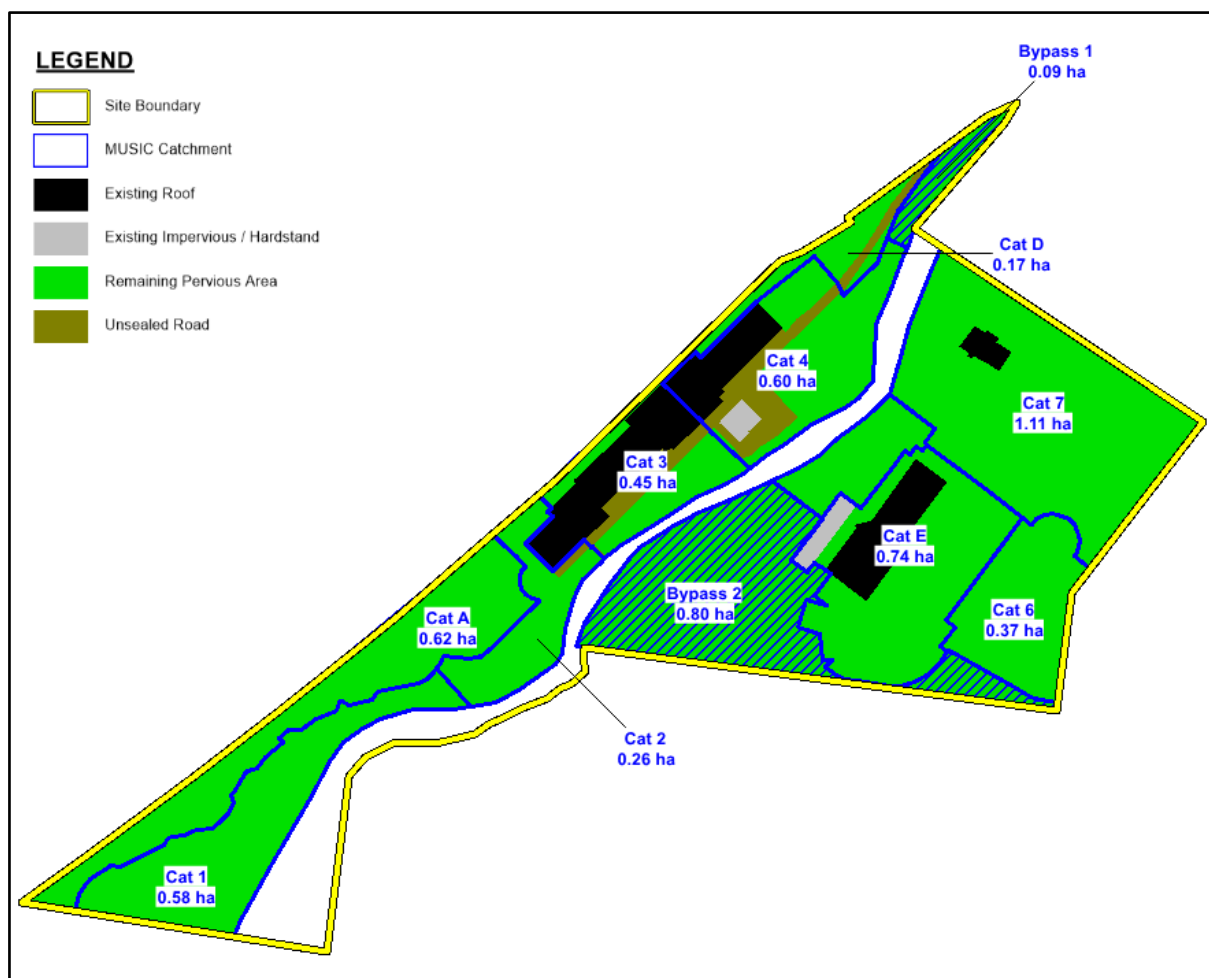 LEGEND
Site Boundary
MUSIC Catchment
Existing Roof
Existing Impervious / Hardstand
Remaining Pervious Area
Unsealed Road
Bypass 1
0.09 ha
Cat D
0.17 ha
Cat 4
0.60 ha
Cat 7
1.11 ha
Cat 3
0.45 ha
Cat E
0.74 ha
Bypass 2
0.80 ha
Cat 6
0.37 ha
Cat A
0.62 ha
Cat 2
0.26 ha
Cat 1
0.58 ha